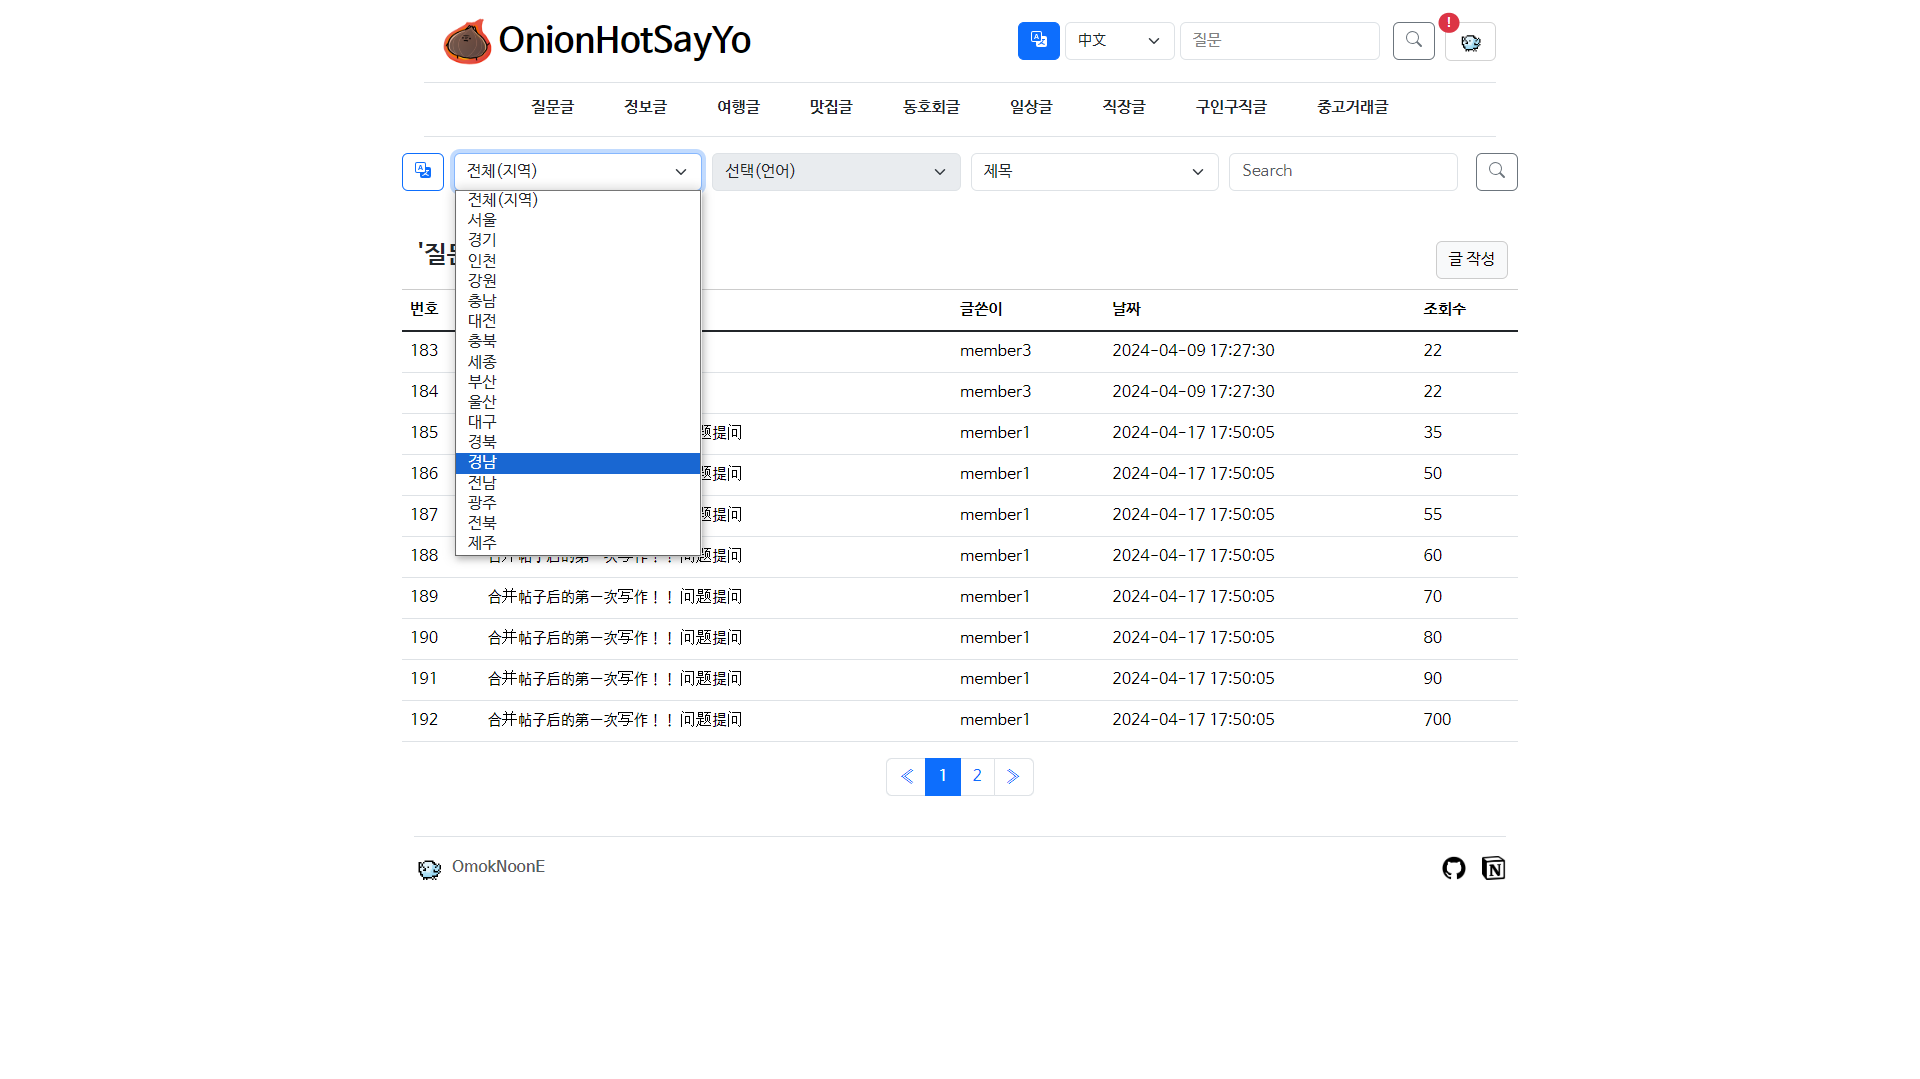 OnionHotSayYo
中文
질문
!
질문글 정보글 여행글 맛집글 동호회글 일상글 직장글 구인구직글 중고거래글
전체(지역) 선택(언어) 제목 Search
전체(지역)
서울
경기
인천
강원
충남
대전
충북
세종
부산
울산
대구
경북
경남
전남
광주
전북
제주
글 작성
번호 글쓴이 날짜 조회수
183 member3 2024-04-09 17:27:30 22
184 member3 2024-04-09 17:27:30 22
185 题提问 member1 2024-04-17 17:50:05 35
186 题提问 member1 2024-04-17 17:50:05 50
187 题提问 member1 2024-04-17 17:50:05 55
188 合并帖子后的第一次写作！！问题提问 member1 2024-04-17 17:50:05 60
189 合并帖子后的第一次写作！！问题提问 member1 2024-04-17 17:50:05 70
190 合并帖子后的第一次写作！！问题提问 member1 2024-04-17 17:50:05 80
191 合并帖子后的第一次写作！！问题提问 member1 2024-04-17 17:50:05 90
192 合并帖子后的第一次写作！！问题提问 member1 2024-04-17 17:50:05 700
1 2
OmokNoonE